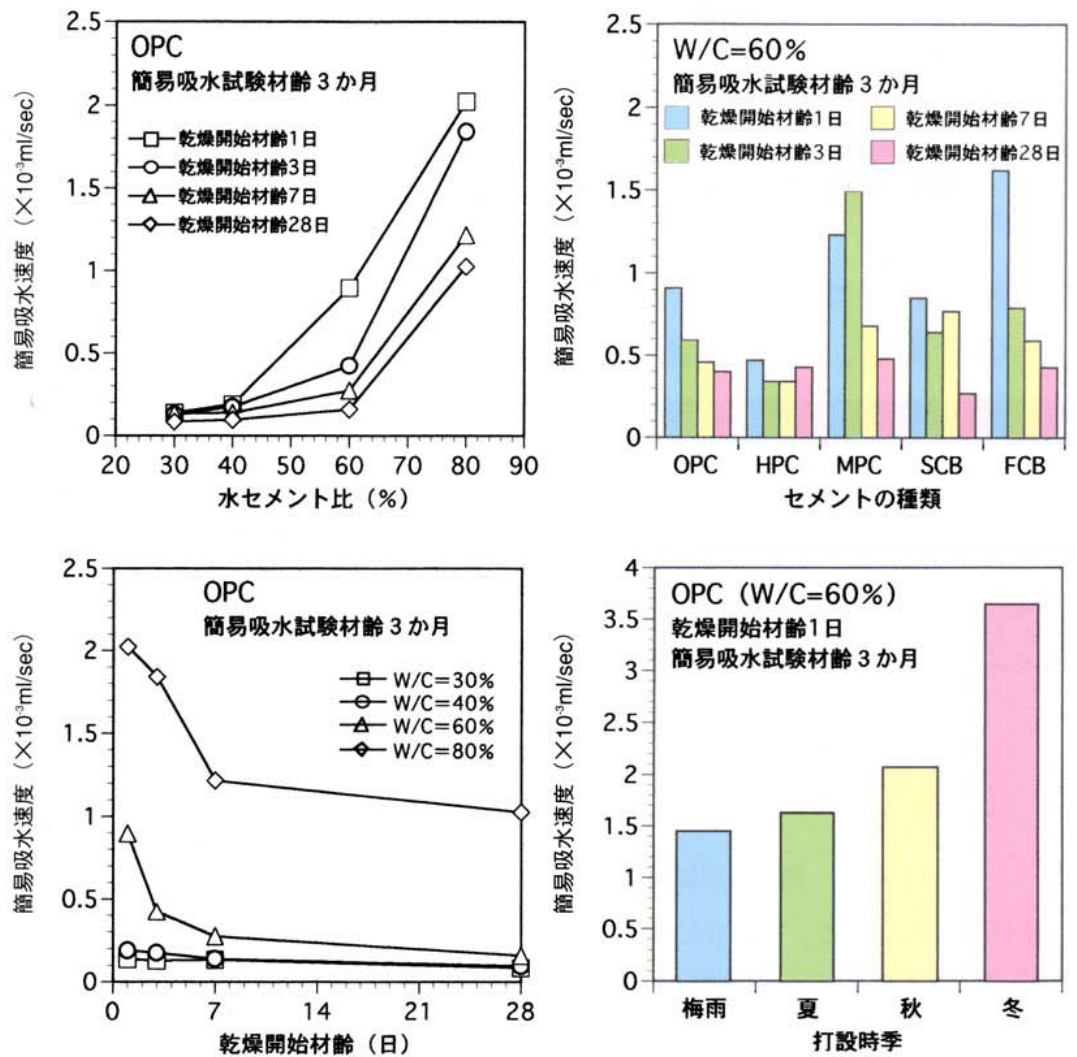 OPC
簡易吸水試験材齢3か月
乾燥開始材齢1日
乾燥開始材齢3日
乾燥開始材齢7日
乾燥開始材齢28日
簡易吸水速度（×10⁻³ml/sec）
2.5
2
1.5
1
0.5
0
20 30 40 50 60 70 80 90
水セメント比（%）
W/C=60%
簡易吸水試験材齢3か月
乾燥開始材齢1日 乾燥開始材齢7日
乾燥開始材齢3日 乾燥開始材齢28日
簡易吸水速度（×10⁻³ml/sec）
2.5
2
1.5
1
0.5
0
OPC HPC MPC SCB FCB
セメントの種類
OPC
簡易吸水試験材齢3か月
W/C=30%
W/C=40%
W/C=60%
W/C=80%
簡易吸水速度（×10⁻³ml/sec）
2.5
2
1.5
1
0.5
0
0 7 14 21 28
乾燥開始材齢（日）
OPC（W/C=60%）
乾燥開始材齢1日
簡易吸水試験材齢3か月
簡易吸水速度（×10⁻³ml/sec）
4
3.5
3
2.5
2
1.5
1
0.5
0
梅雨 夏 秋 冬
打設時季